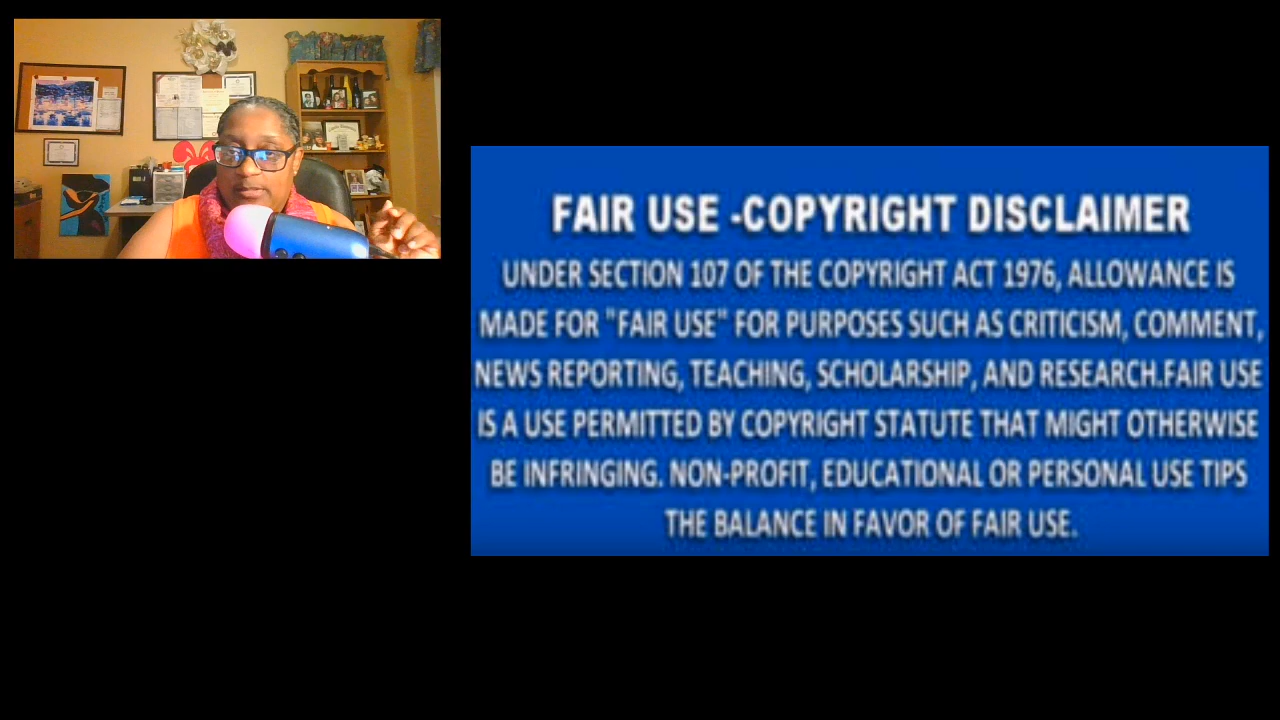 FAIR USE -COPYRIGHT DISCLAIMER
UNDER SECTION 107 OF THE COPYRIGHT ACT 1976, ALLOWANCE IS
MADE FOR "FAIR USE" FOR PURPOSES SUCH AS CRITICISM, COMMENT,
NEWS REPORTING, TEACHING, SCHOLARSHIP, AND RESEARCH.FAIR USE
IS A USE PERMITTED BY COPYRIGHT STATUTE THAT MIGHT OTHERWISE
BE INFRINGING. NON-PROFIT, EDUCATIONAL OR PERSONAL USE TIPS
THE BALANCE IN FAVOR OF FAIR USE.